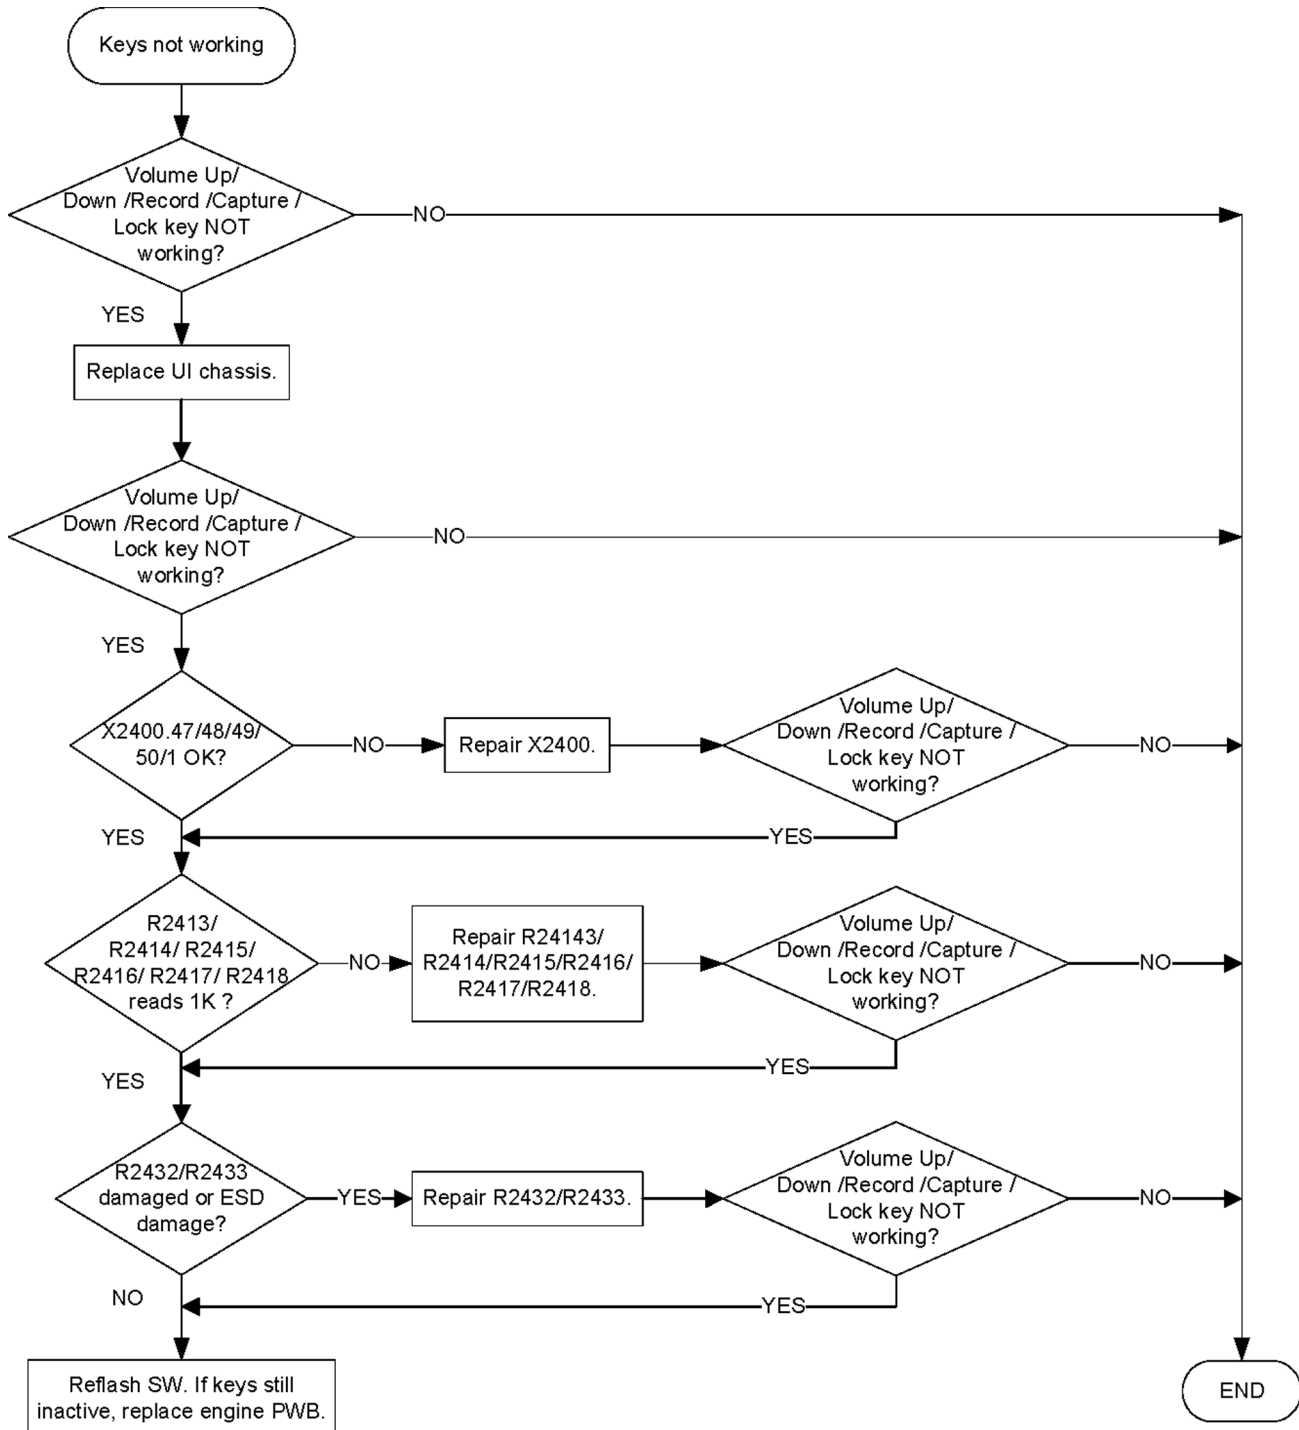 Keys not working
Volume Up/
Down /Record /Capture /
Lock key NOT
working?
NO
YES
Replace UI chassis.
Volume Up/
Down /Record /Capture /
Lock key NOT
working?
NO
YES
X2400.47/48/49/
50/1 OK?
NO
Repair X2400.
Volume Up/
Down /Record /Capture /
Lock key NOT
working?
NO
YES
YES
R2413/
R2414/ R2415/
R2416/ R2417/ R2418
reads 1K ?
NO
Repair R24143/
R2414/R2415/R2416/
R2417/R2418.
Volume Up/
Down /Record /Capture /
Lock key NOT
working?
NO
YES
YES
R2432/R2433
damaged or ESD
damage?
YES
Repair R2432/R2433.
Volume Up/
Down /Record /Capture /
Lock key NOT
working?
NO
NO
YES
Reflash SW. If keys still
inactive, replace engine PWB.
END